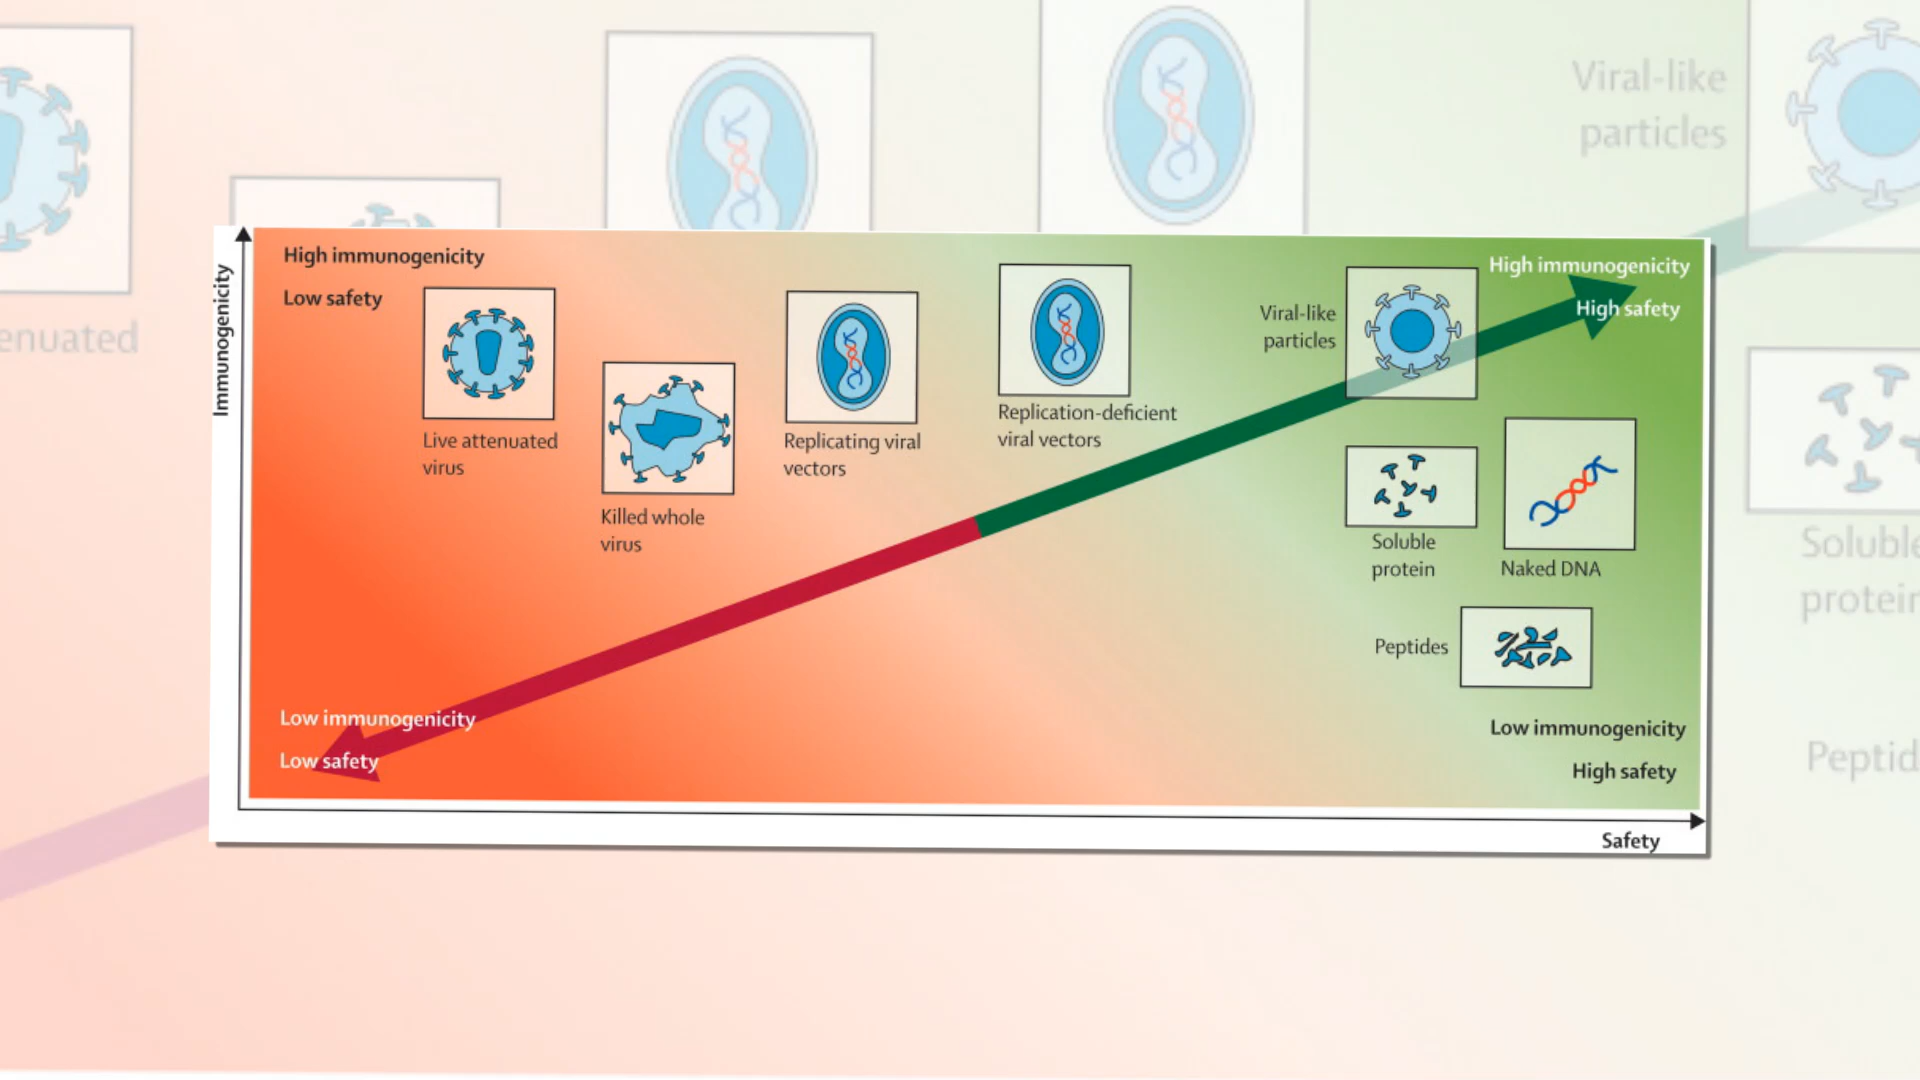 Viral-like
particles
enuated
Soluble
protein
Peptid
Immunogenicity
High immunogenicity
Low safety
Live attenuated
virus
Killed whole
virus
Replicating viral
vectors
Replication-deficient
viral vectors
Viral-like
particles
High immunogenicity
High safety
Soluble
protein
Naked DNA
Peptides
Low immunogenicity
Low safety
Low immunogenicity
High safety
Safety